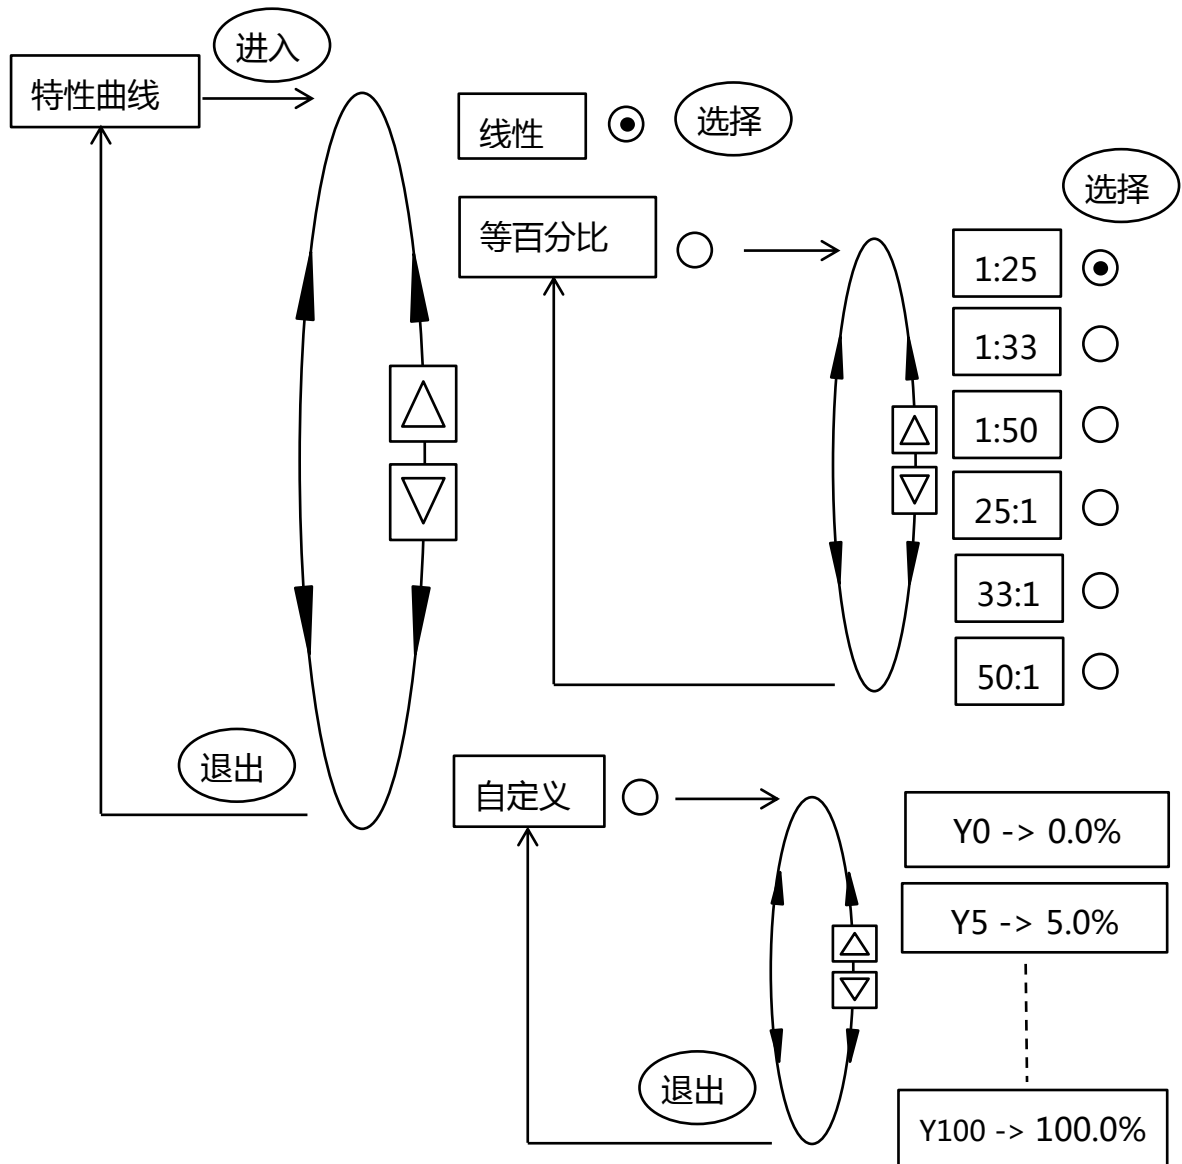 进入
特性曲线
线性
选择
选择
等百分比
1:25
1:33
1:50
25:1
33:1
50:1
退出
自定义
Y0 -> 0.0%
Y5 -> 5.0%
退出
Y100 -> 100.0%